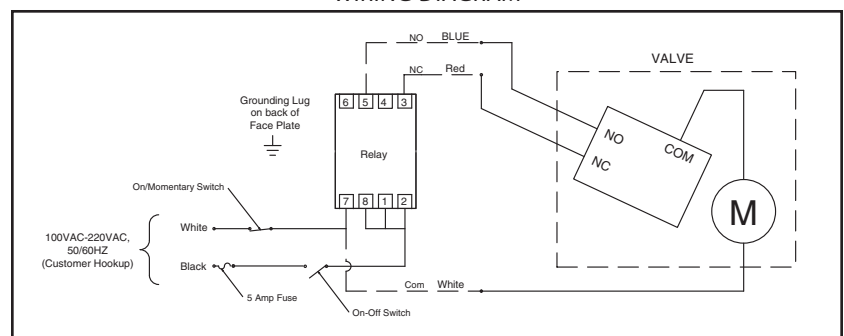 WIRING DIAGRAM
NO BLUE
NC Red
VALVE
Grounding Lug
on back of
Face Plate
6 5 4 3
Relay
NO
NC
COM
M
On/Momentary Switch
7 8 1 2
White
100VAC-220VAC,
50/60HZ
(Customer Hookup)
Black
5 Amp Fuse
On-Off Switch
Com White